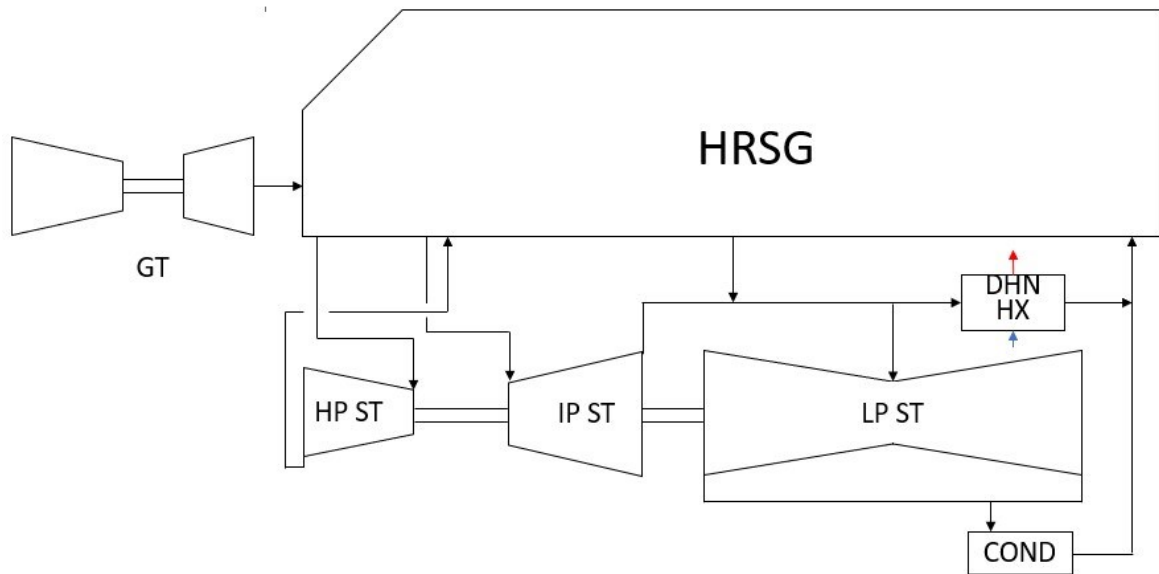 HRSG
GT
DHN
HX
HP ST
IP ST
LP ST
COND